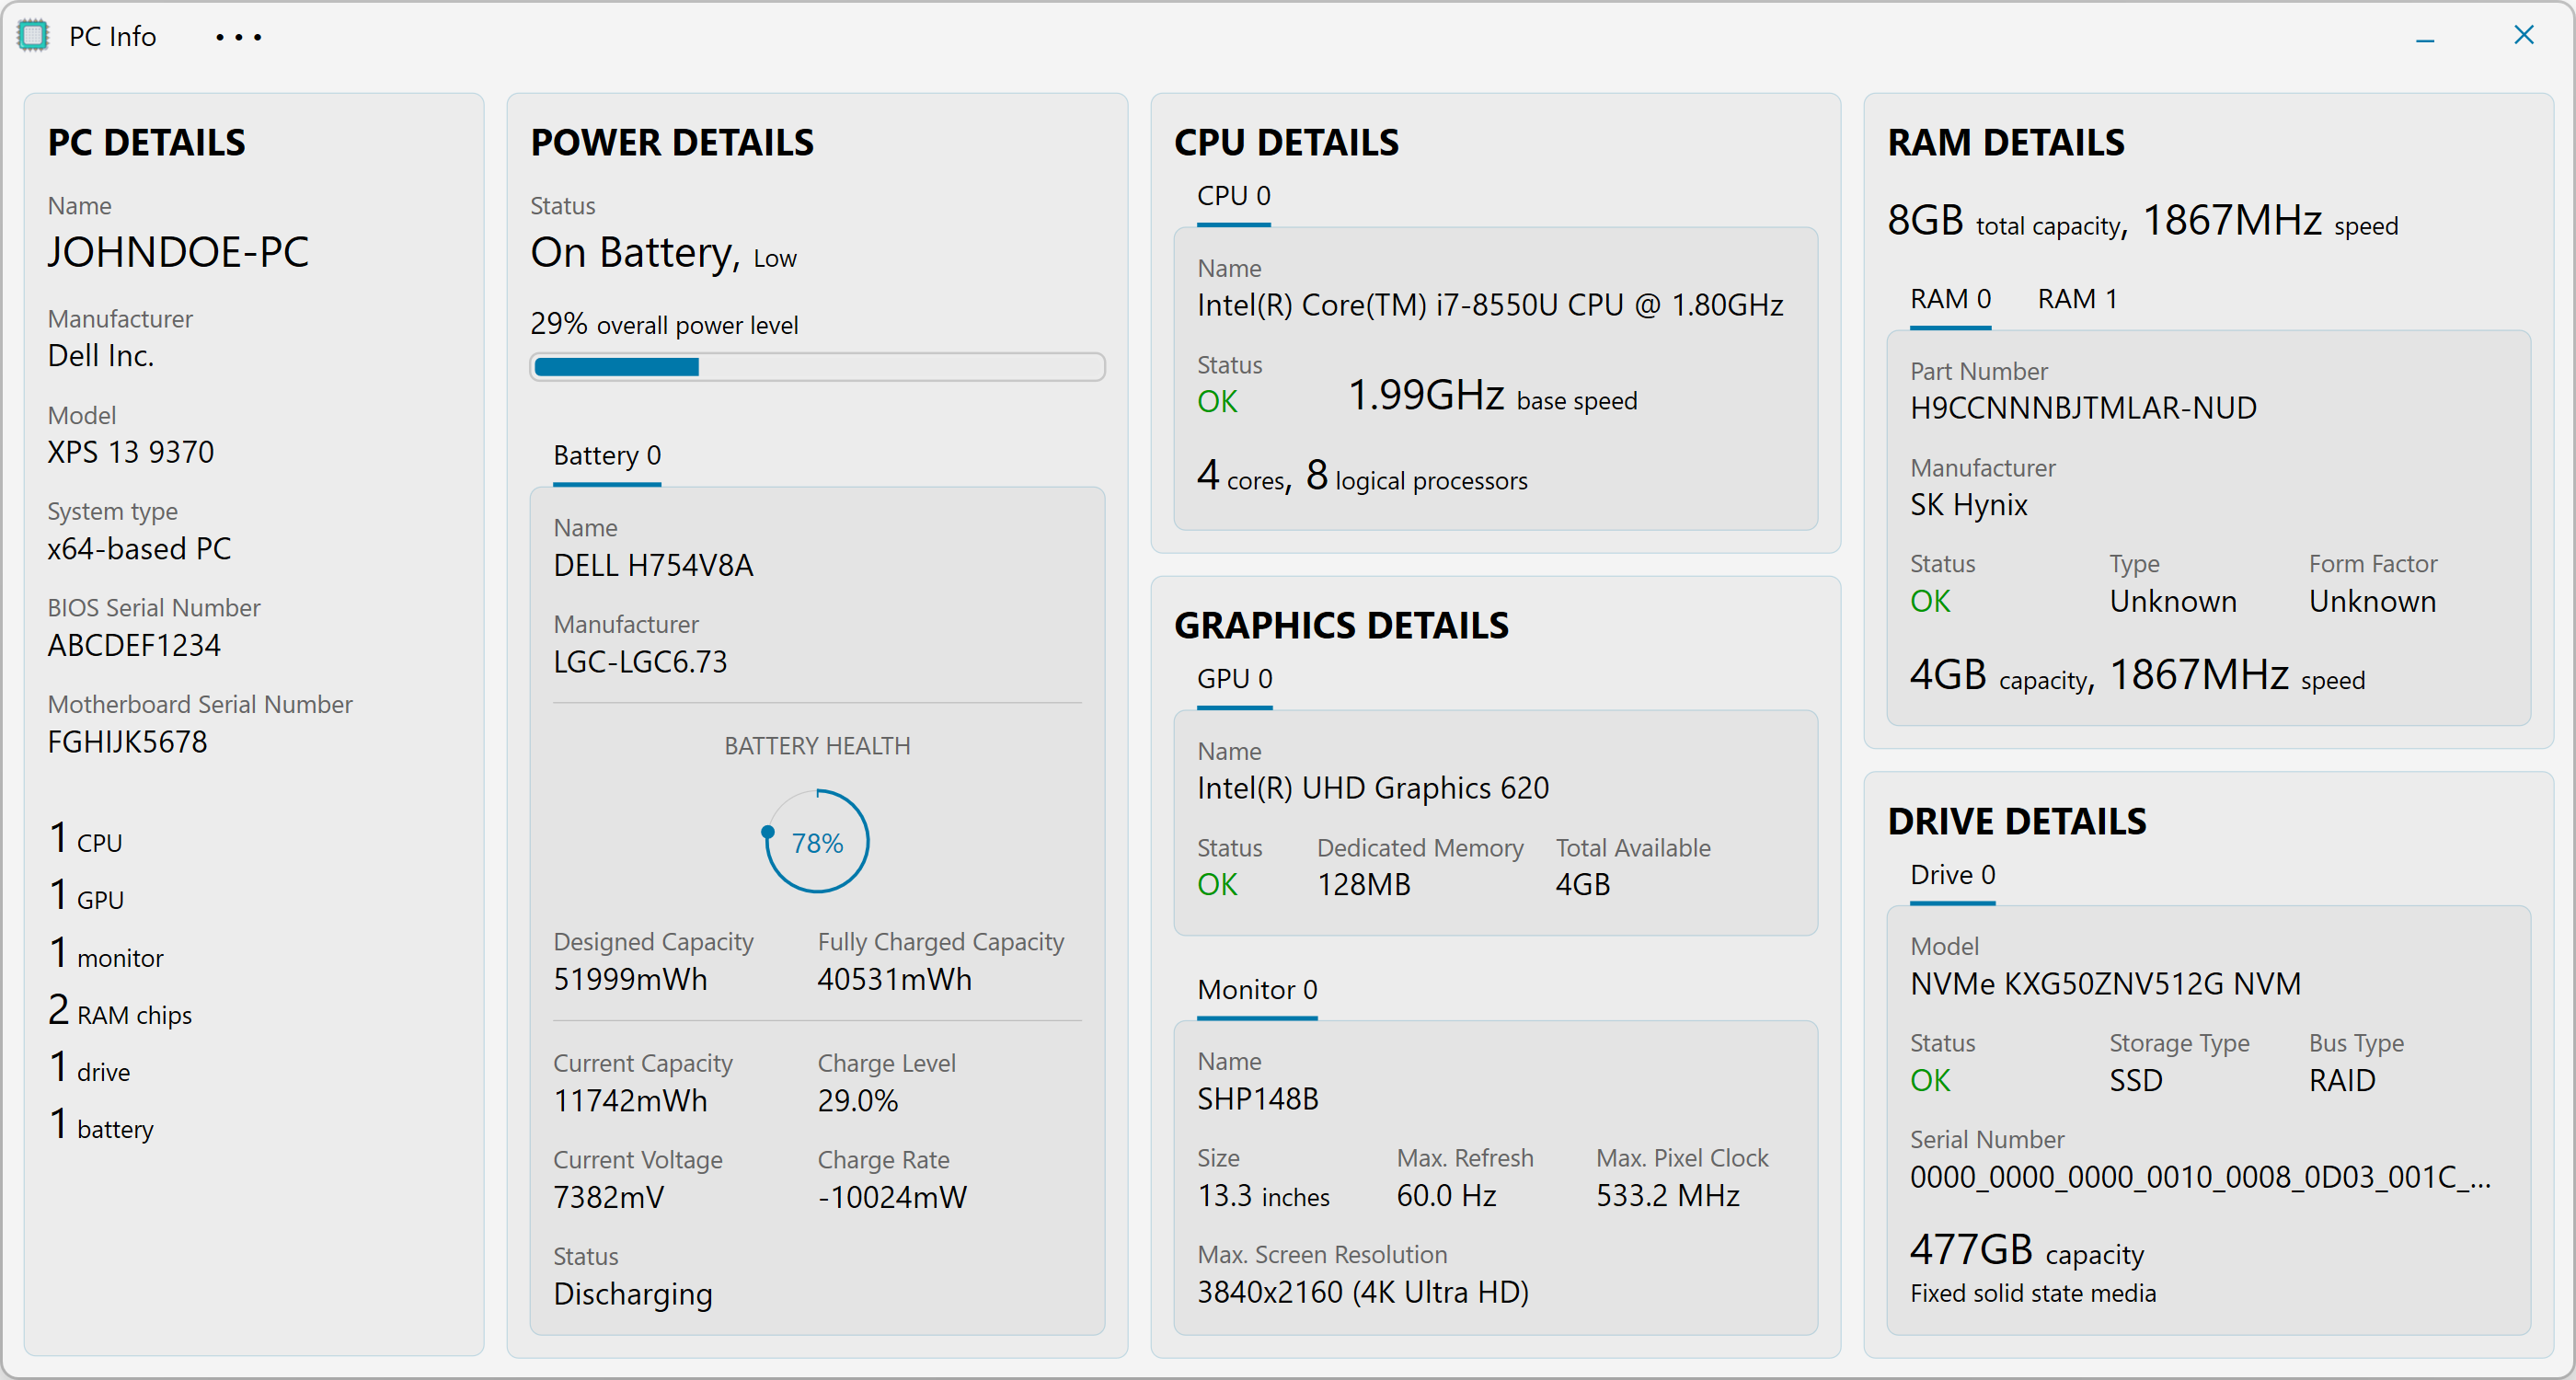 PC Info
PC DETAILS
Name
JOHNDOE-PC
Manufacturer
Dell Inc.
Model
XPS 13 9370
System type
x64-based PC
BIOS Serial Number
ABCDEF1234
Motherboard Serial Number
FGHIJK5678
1 CPU
1 GPU
1 monitor
2 RAM chips
1 drive
1 battery
POWER DETAILS
Status
On Battery, Low
29% overall power level
Battery 0
Name
DELL H754V8A
Manufacturer
LGC-LGC6.73
BATTERY HEALTH
78%
Designed Capacity Fully Charged Capacity
51999mWh 40531mWh
Current Capacity Charge Level
11742mWh 29.0%
Current Voltage Charge Rate
7382mV -10024mW
Status
Discharging
CPU DETAILS
CPU 0
Name
Intel(R) Core(TM) i7-8550U CPU @ 1.80GHz
Status
OK 1.99GHz base speed
4 cores, 8 logical processors
GRAPHICS DETAILS
GPU 0
Name
Intel(R) UHD Graphics 620
Status Dedicated Memory Total Available
OK 128MB 4GB
Monitor 0
Name
SHP148B
Size Max. Refresh Max. Pixel Clock
13.3 inches 60.0 Hz 533.2 MHz
Max. Screen Resolution
3840x2160 (4K Ultra HD)
RAM DETAILS
8GB total capacity, 1867MHz speed
RAM 0 RAM 1
Part Number
H9CCNNNBJTMLAR-NUD
Manufacturer
SK Hynix
Status Type Form Factor
OK Unknown Unknown
4GB capacity, 1867MHz speed
DRIVE DETAILS
Drive 0
Model
NVMe KXG50ZNV512G NVM
Status Storage Type Bus Type
OK SSD RAID
Serial Number
0000_0000_0000_0010_0008_0D03_001C_...
477GB capacity
Fixed solid state media